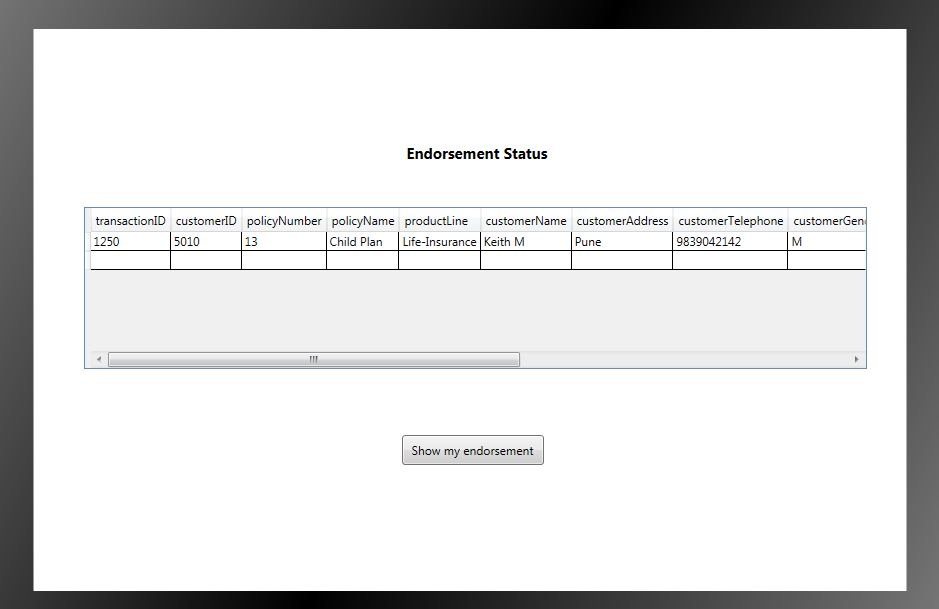 Endorsement Status
transactionID customerID policyNumber policyName productLine customerName customerAddress customerTelephone customerGen
1250 5010 13 Child Plan Life-Insurance Keith M Pune 9839042142 M
Show my endorsement